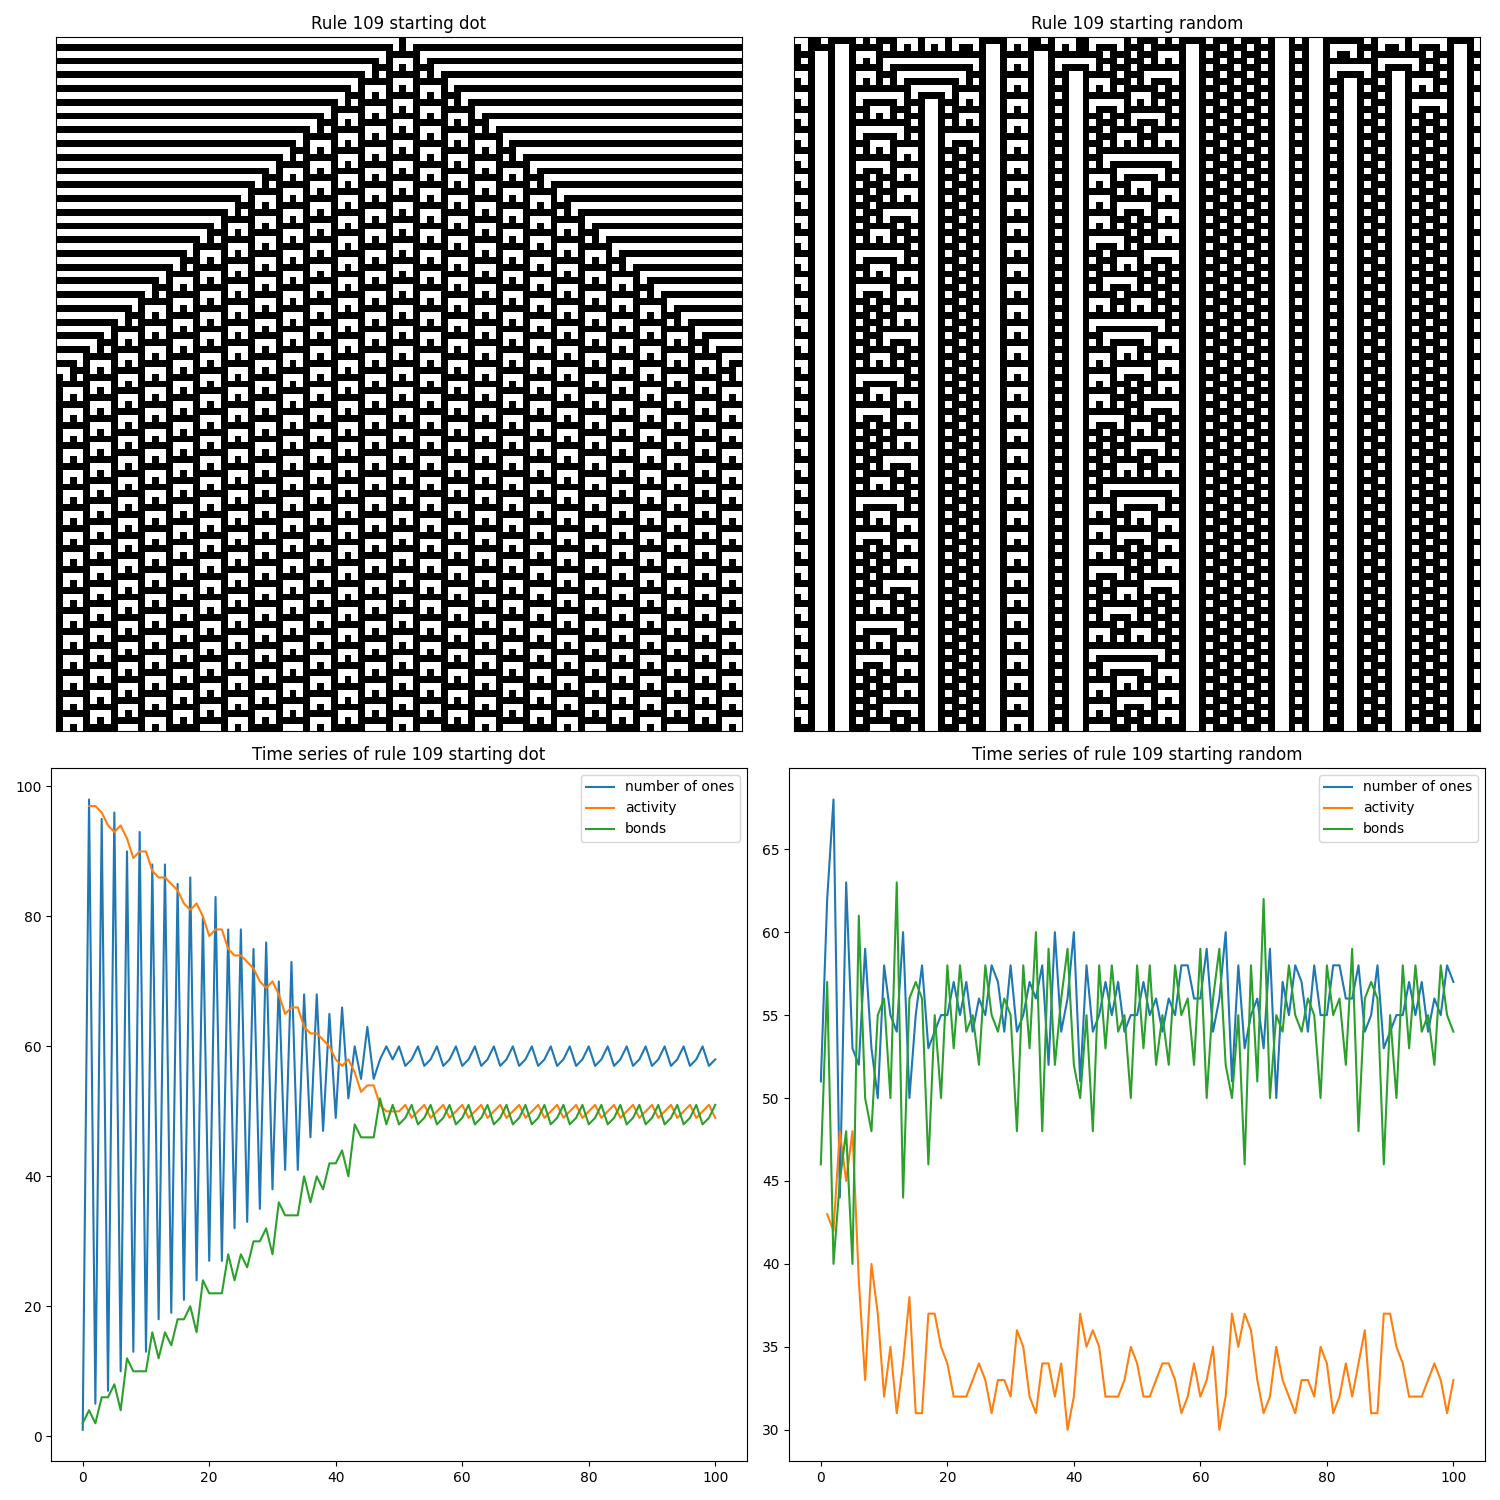 Rule 109 starting dot
Rule 109 starting random
Time series of rule 109 starting dot
number of ones
activity
bonds
100
80
60
40
20
0
0 20 40 60 80 100
Time series of rule 109 starting random
number of ones
activity
bonds
65
60
55
50
45
40
35
30
0 20 40 60 80 100